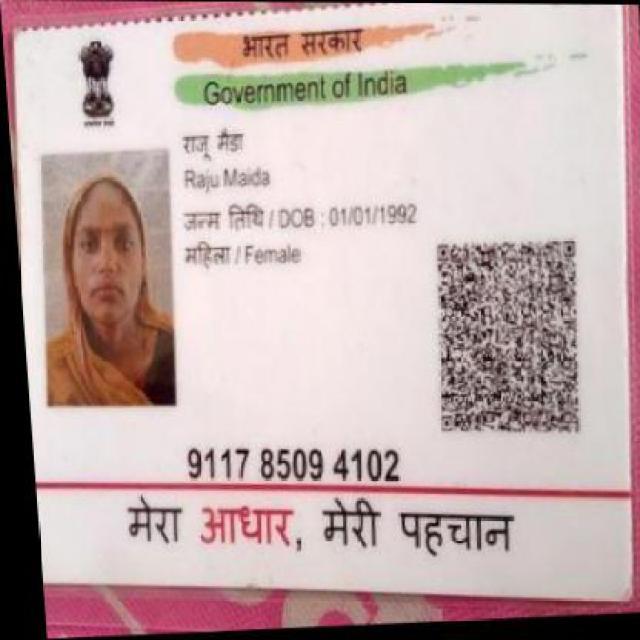 भारत सरकार
Government of India
राजू मैडा
Raju Maida
जन्म तिथि / DOB : 01/01/1992
महिला / Female
9117 8509 4102
मेरा आधार, मेरी पहचान